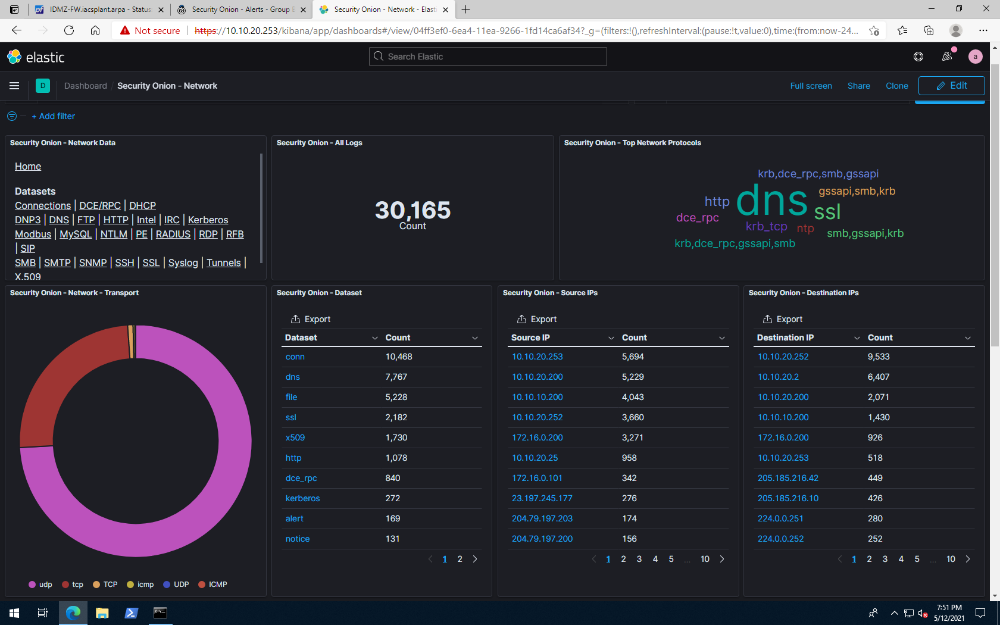 IDMZ-FW.iacsplant.arpa - Status:
Security Onion - Alerts - Group B
Security Onion - Network - Elasti
Not secure
https://10.10.20.253/kibana/app/dashboards#/view/04ff3ef0-6ea4-11ea-9266-1fd14ca6af34?_g=(filters:!(),refreshInterval:(pause:!t,value:0),time:(from:now-24...
elastic
Search Elastic
a
D
Dashboard / Security Onion - Network
Full screen
Share
Clone
Edit
+ Add filter
Security Onion - Network Data
Home
Datasets
Connections | DCE/RPC | DHCP
DNP3 | DNS | FTP | HTTP | Intel | IRC | Kerberos
Modbus | MySQL | NTLM | PE | RADIUS | RDP | RFB
| SIP
SMB | SMTP | SNMP | SSH | SSL | Syslog | Tunnels |
X.509
Security Onion - All Logs
30,165
Count
Security Onion - Top Network Protocols
krb,dce_rpc,smb,gssapi
gssapi,smb,krb
http
dns
ssl
dce_rpc
krb_tcp
ntp
smb,gssapi,krb
krb,dce_rpc,gssapi,smb
Security Onion - Network - Transport
udp tcp TCP icmp UDP ICMP
Security Onion - Dataset
Export
Dataset Count
conn 10,468
dns 7,767
file 5,228
ssl 2,182
x509 1,730
http 1,078
dce_rpc 840
kerberos 272
alert 169
notice 131
1 2
Security Onion - Source IPs
Export
Source IP Count
10.10.20.253 5,694
10.10.20.200 5,229
10.10.10.200 4,043
10.10.20.252 3,660
172.16.0.200 3,271
10.10.20.25 958
172.16.0.101 342
23.197.245.177 276
204.79.197.203 174
204.79.197.200 156
1 2 3 4 5 ... 10
Security Onion - Destination IPs
Export
Destination IP Count
10.10.20.252 9,533
10.10.20.2 6,407
10.10.20.200 2,071
10.10.10.200 1,430
172.16.0.200 926
10.10.20.253 518
205.185.216.42 449
205.185.216.10 426
224.0.0.251 280
224.0.0.252 252
1 2 3 4 5 ... 10
7:51 PM
5/12/2021